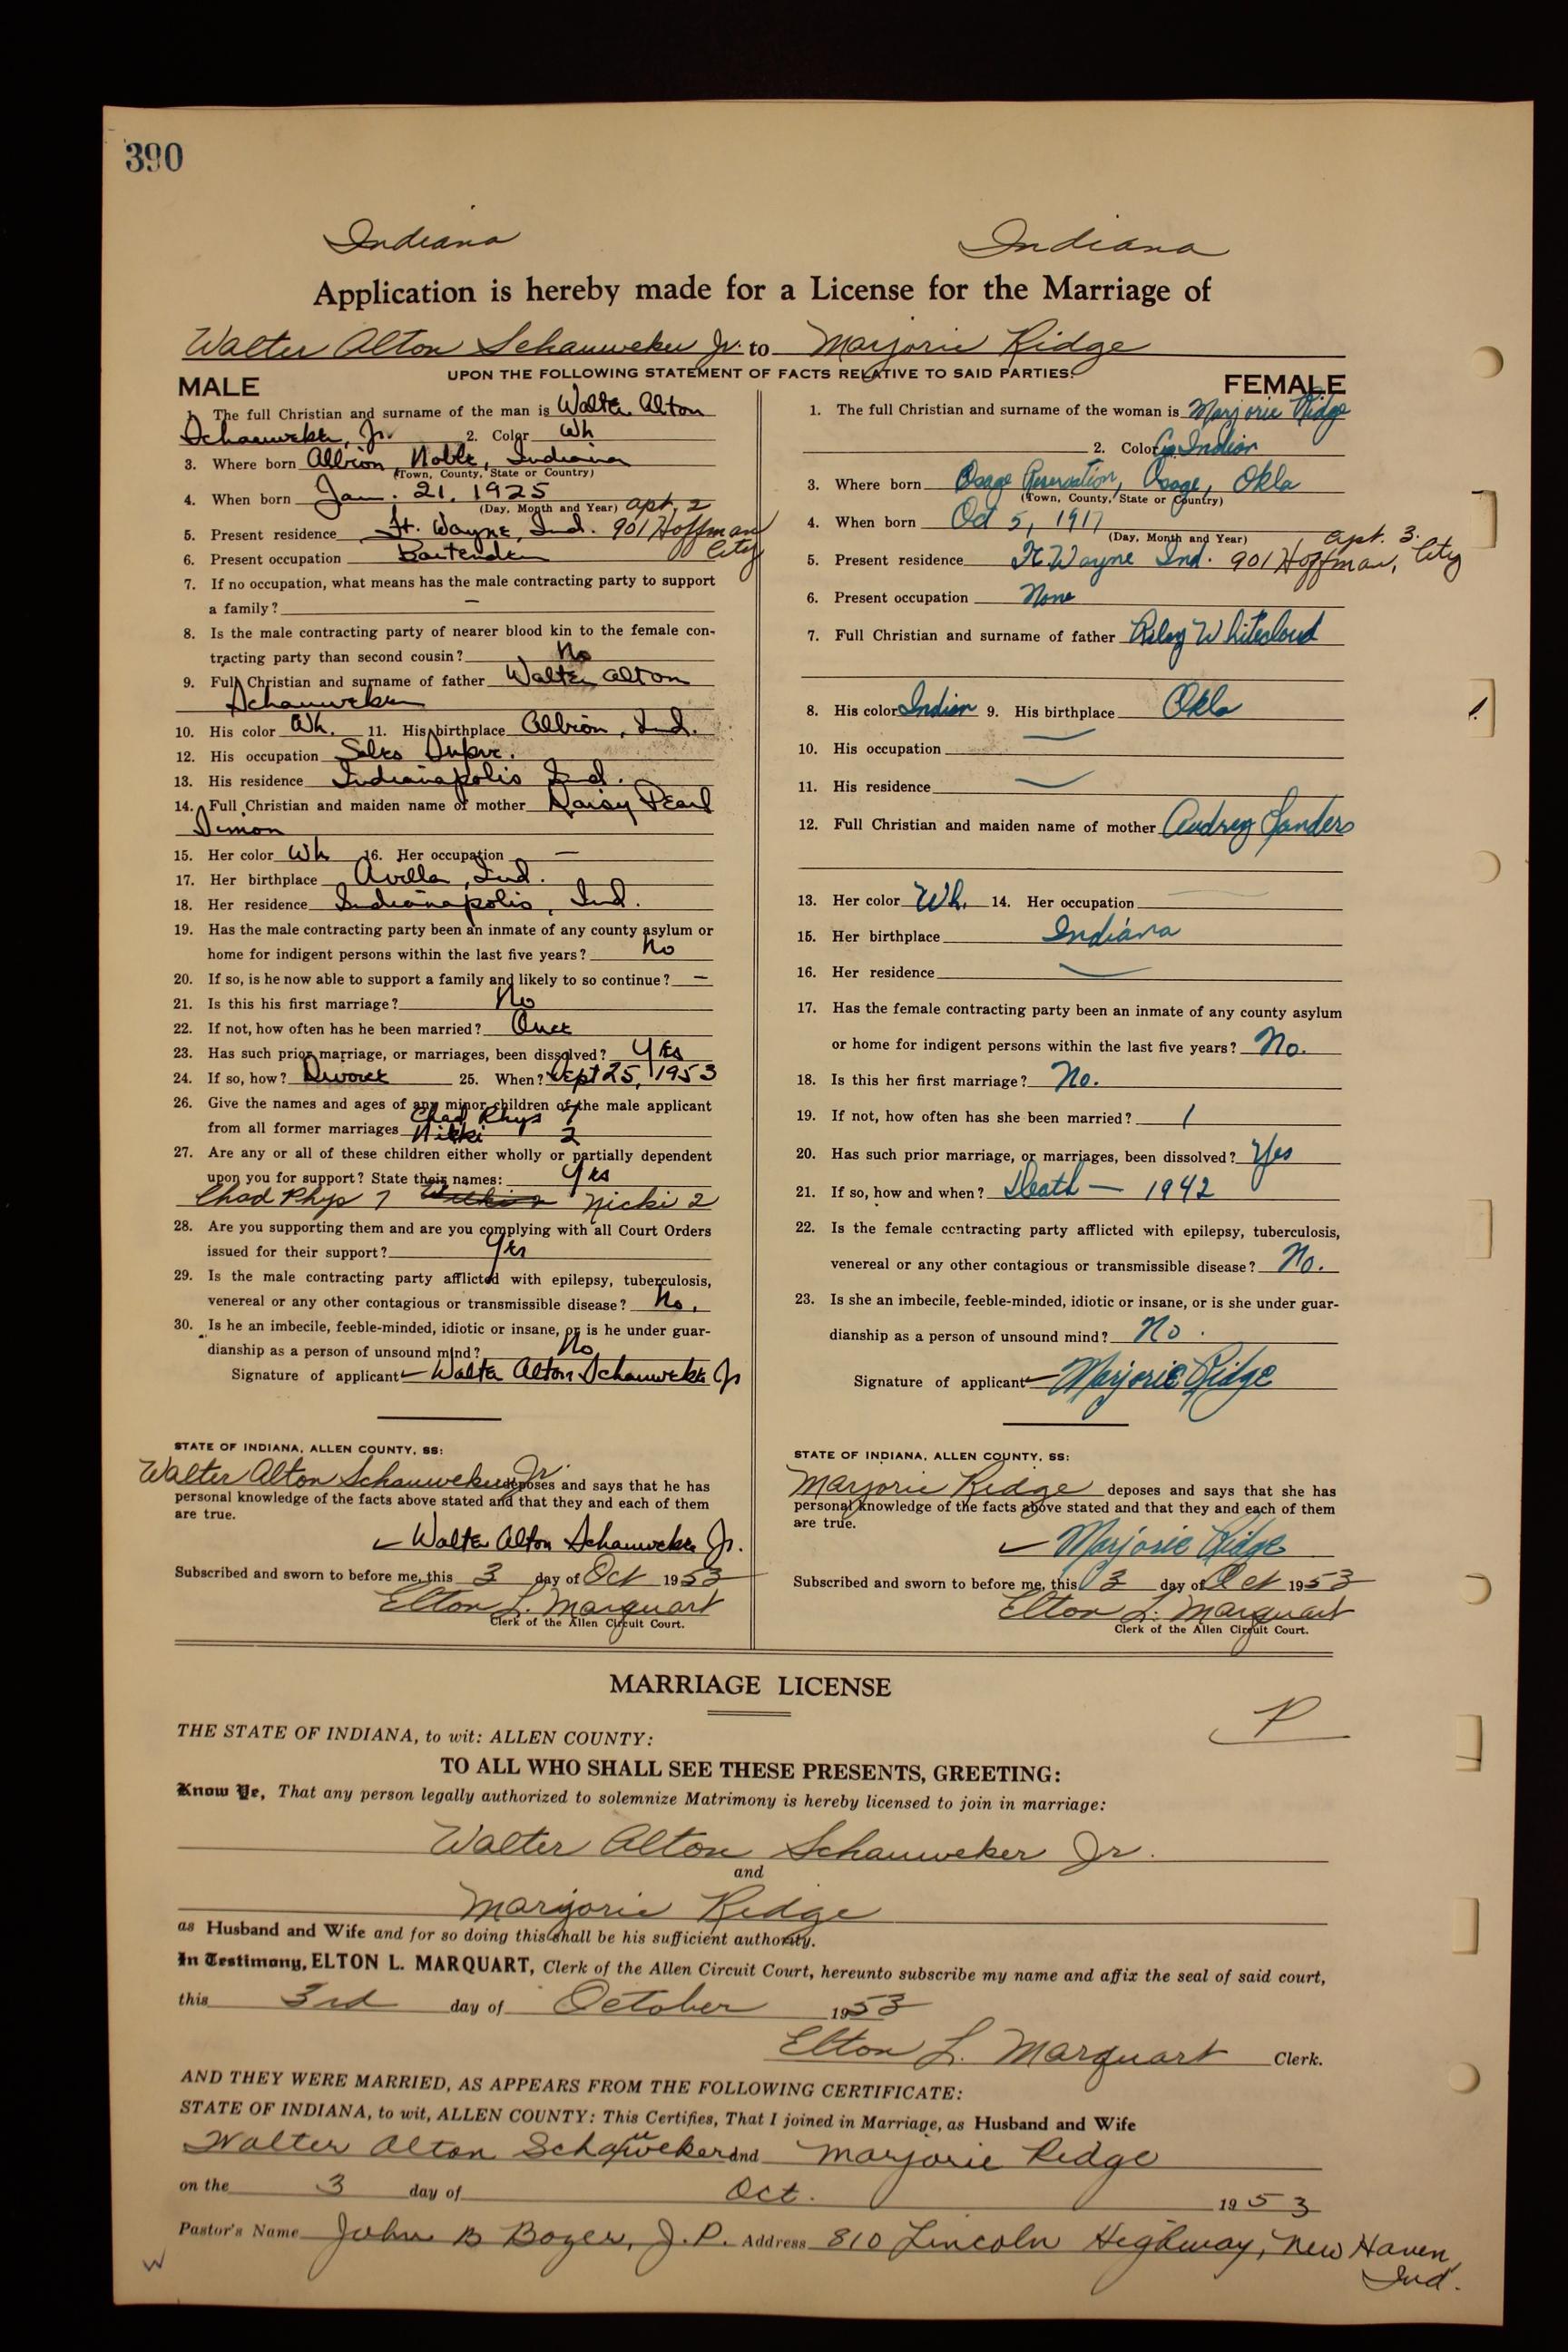 390
Indiana Indiana
Application is hereby made for a License for the Marriage of
Walter Alton Schauweker Jr. to Marjorie Ridge
UPON THE FOLLOWING STATEMENT OF FACTS RELATIVE TO SAID PARTIES:
MALE
1. The full Christian and surname of the man is Walter Alton
Schauweker, Jr. 2. Color Wh
3. Where born Albion, Noble, Indiana
(Town, County, State or Country)
4. When born Jan. 21, 1925
(Day, Month and Year) apt. 2
5. Present residence Ft. Wayne, Ind. 901 Hoffman
City
6. Present occupation Bartender
7. If no occupation, what means has the male contracting party to support
a family? —
8. Is the male contracting party of nearer blood kin to the female con-
tracting party than second cousin? No
9. Full Christian and surname of father Walter Alton
Schauweker
10. His color Wh. 11. His birthplace Albion, Ind.
12. His occupation Sales Supvr.
13. His residence Indianapolis Ind.
14. Full Christian and maiden name of mother Daisy Pearl
Simon
15. Her color Wh 16. Her occupation —
17. Her birthplace Avilla, Ind.
18. Her residence Indianapolis, Ind.
19. Has the male contracting party been an inmate of any county asylum or
home for indigent persons within the last five years? No
20. If so, is he now able to support a family and likely to so continue? —
21. Is this his first marriage? No
22. If not, how often has he been married? Once
23. Has such prior marriage, or marriages, been dissolved? Yes
24. If so, how? Divorce 25. When? Sept 25, 1953
26. Give the names and ages of any minor children of the male applicant
Chad Rhys 7
from all former marriages Nikki 2
27. Are any or all of these children either wholly or partially dependent
upon you for support? State their names: Yes
Chad Rhys 7 Nicki 2
28. Are you supporting them and are you complying with all Court Orders
issued for their support? Yes
29. Is the male contracting party afflicted with epilepsy, tuberculosis,
venereal or any other contagious or transmissible disease? No.
30. Is he an imbecile, feeble-minded, idiotic or insane, or is he under guar-
dianship as a person of unsound mind? No
Signature of applicant Walter Alton Schauweker Jr
STATE OF INDIANA, ALLEN COUNTY, SS:
Walter Alton Schauweker Jr. deposes and says that he has
personal knowledge of the facts above stated and that they and each of them
are true.
Walter Alton Schauweker Jr.
Subscribed and sworn to before me, this 3 day of Oct 1953
Elton L. Marquart
Clerk of the Allen Circuit Court.
FEMALE
1. The full Christian and surname of the woman is Marjorie Ridge
2. Color Indian
3. Where born Osage Reservation, Osage, Okla
(Town, County, State or Country)
4. When born Oct 5, 1917
(Day, Month and Year) apt. 3.
5. Present residence Ft Wayne Ind. 901 Hoffman, City
6. Present occupation None
7. Full Christian and surname of father Riley Whitecloud
8. His color Indian 9. His birthplace Okla
10. His occupation —
11. His residence —
12. Full Christian and maiden name of mother Audrey Sanders
13. Her color Wh. 14. Her occupation —
15. Her birthplace Indiana
16. Her residence —
17. Has the female contracting party been an inmate of any county asylum
or home for indigent persons within the last five years? No.
18. Is this her first marriage? No.
19. If not, how often has she been married? 1
20. Has such prior marriage, or marriages, been dissolved? Yes
21. If so, how and when? Death — 1942
22. Is the female contracting party afflicted with epilepsy, tuberculosis,
venereal or any other contagious or transmissible disease? No.
23. Is she an imbecile, feeble-minded, idiotic or insane, or is she under guar-
dianship as a person of unsound mind? No.
Signature of applicant Marjorie Ridge
STATE OF INDIANA, ALLEN COUNTY, SS:
Marjorie Ridge deposes and says that she has
personal knowledge of the facts above stated and that they and each of them
are true.
Marjorie Ridge
Subscribed and sworn to before me, this 3 day of Oct 1953
Elton L. Marquart
Clerk of the Allen Circuit Court.
MARRIAGE LICENSE
P
THE STATE OF INDIANA, to wit: ALLEN COUNTY:
TO ALL WHO SHALL SEE THESE PRESENTS, GREETING:
Know Ye, That any person legally authorized to solemnize Matrimony is hereby licensed to join in marriage:
Walter Alton Schauweker Jr.
and
Marjorie Ridge
as Husband and Wife and for so doing this shall be his sufficient authority.
In Testimony, ELTON L. MARQUART, Clerk of the Allen Circuit Court, hereunto subscribe my name and affix the seal of said court,
this 3rd day of October 1953
Elton L. Marquart Clerk.
AND THEY WERE MARRIED, AS APPEARS FROM THE FOLLOWING CERTIFICATE:
STATE OF INDIANA, to wit, ALLEN COUNTY: This Certifies, That I joined in Marriage, as Husband and Wife
Walter Alton Schauweker and Marjorie Ridge
on the 3 day of Oct. 1953
Pastor's Name John B Bozer, J.P. Address 810 Lincoln Highway, New Haven,
Ind.
W